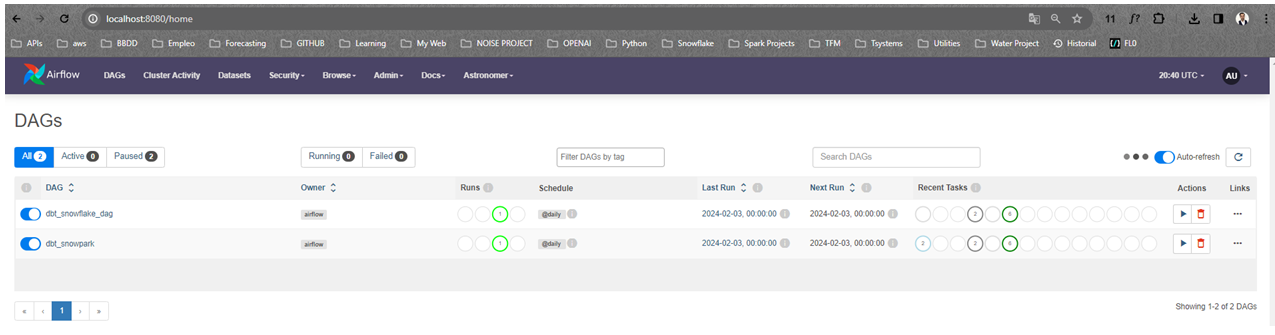 localhost:8080/home
11 f?
APIs aws BBDD Empleo Forecasting GITHUB Learning My Web NOISE PROJECT OPENAI Python Snowflake Spark Projects TFM Tsystems Utilities Water Project Historial FL0
Airflow DAGs Cluster Activity Datasets Security Browse Admin Docs Astronomer 20:40 UTC AU
DAGs
All 2 Active 0 Paused 2 Running 0 Failed 0 Filter DAGs by tag Search DAGs Auto-refresh
DAG Owner Runs Schedule Last Run Next Run Recent Tasks Actions Links
dbt_snowflake_dag airflow 1 @daily 2024-02-03, 00:00:00 2024-02-03, 00:00:00 2 6
dbt_snowpark airflow 1 @daily 2024-02-03, 00:00:00 2024-02-03, 00:00:00 2 2 6
« ‹ 1 › »
Showing 1-2 of 2 DAGs